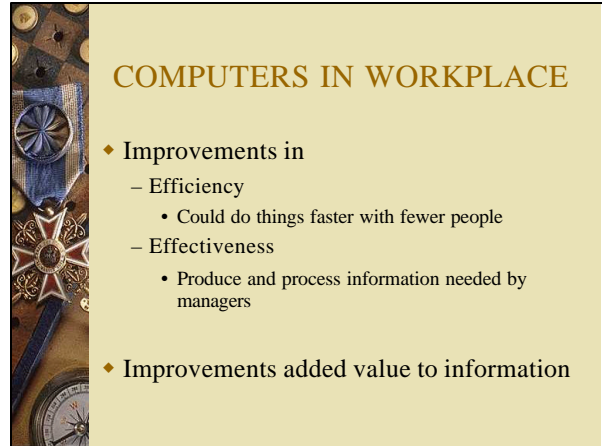 COMPUTERS IN WORKPLACE
◆ Improvements in
– Efficiency
• Could do things faster with fewer people
– Effectiveness
• Produce and process information needed by
managers
◆ Improvements added value to information